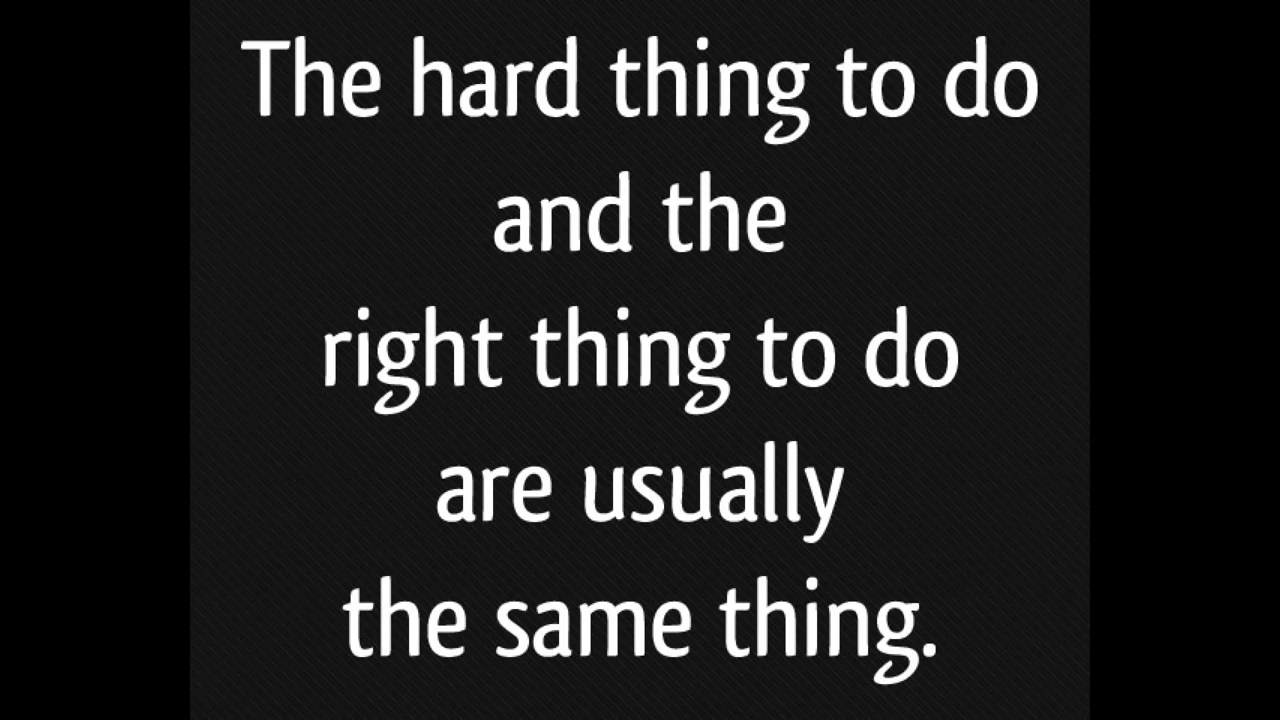 The hard thing to do
and the
right thing to do
are usually
the same thing.